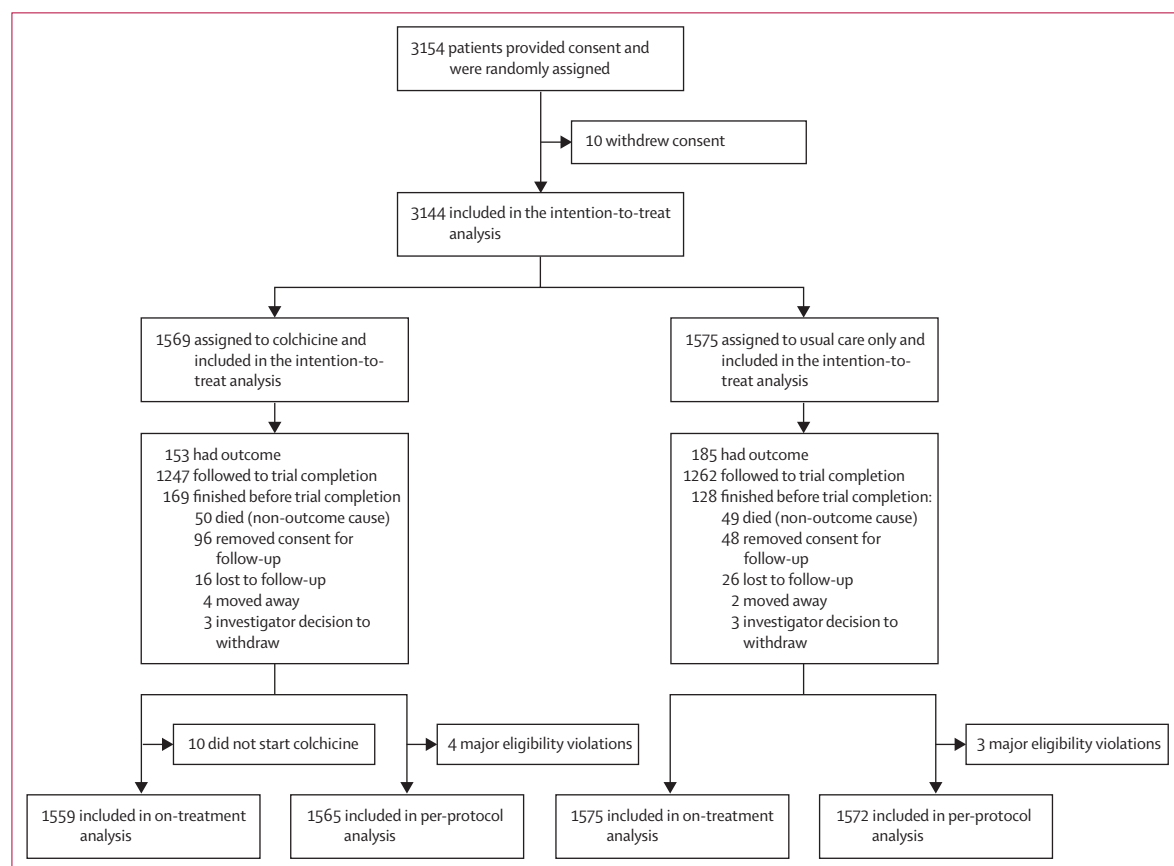 3154 patients provided consent and
were randomly assigned
10 withdrew consent
3144 included in the intention-to-treat
analysis
1569 assigned to colchicine and
included in the intention-to-
treat analysis
1575 assigned to usual care only and
included in the intention-to-
treat analysis
153 had outcome
1247 followed to trial completion
169 finished before trial completion
50 died (non-outcome cause)
96 removed consent for
follow-up
16 lost to follow-up
4 moved away
3 investigator decision to
withdraw
185 had outcome
1262 followed to trial completion
128 finished before trial completion:
49 died (non-outcome cause)
48 removed consent for
follow-up
26 lost to follow-up
2 moved away
3 investigator decision to
withdraw
10 did not start colchicine
4 major eligibility violations
3 major eligibility violations
1559 included in on-treatment
analysis
1565 included in per-protocol
analysis
1575 included in on-treatment
analysis
1572 included in per-protocol
analysis